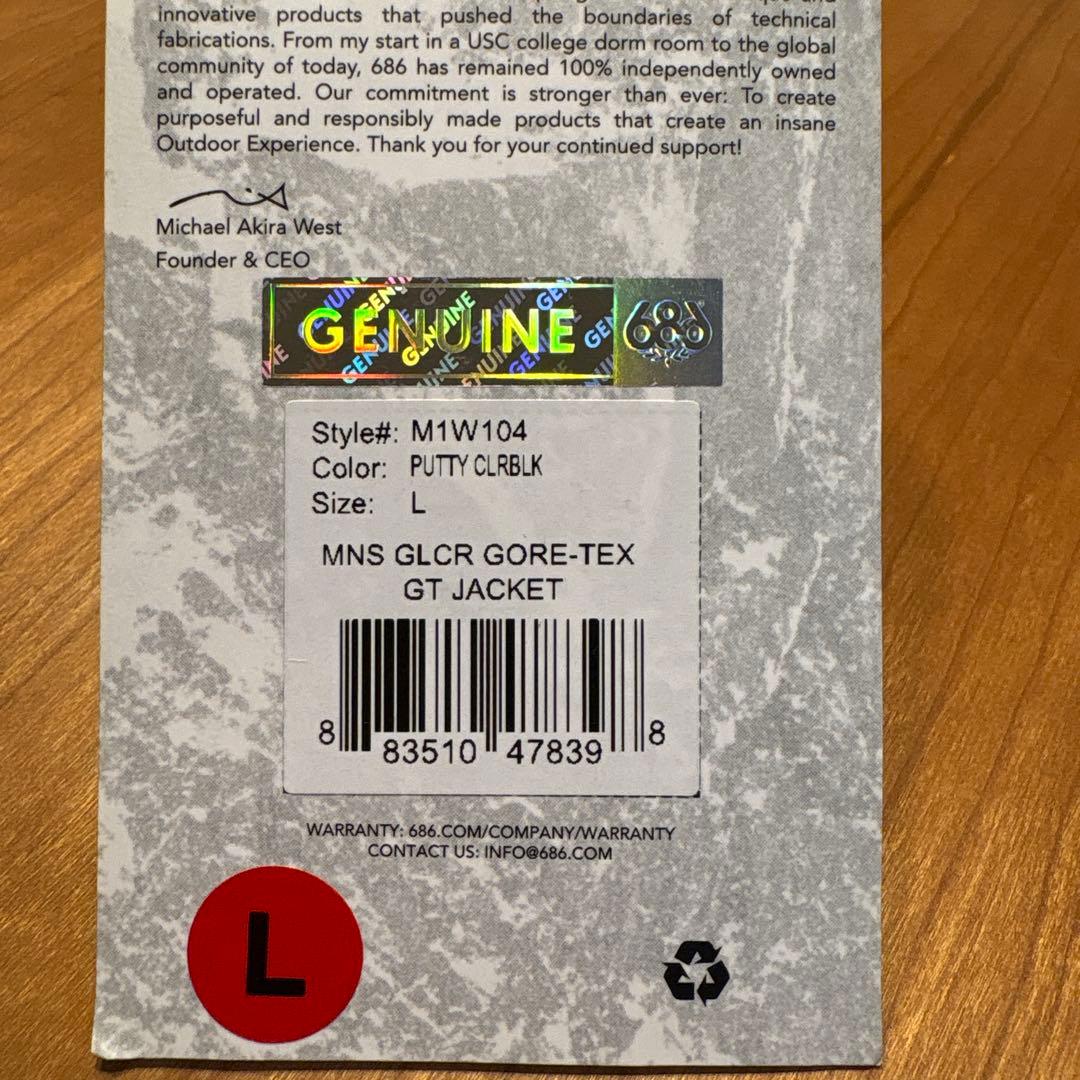 innovative products that pushed the boundaries of technical
fabrications. From my start in a USC college dorm room to the global
community of today, 686 has remained 100% independently owned
and operated. Our commitment is stronger than ever: To create
purposeful and responsibly made products that create an insane
Outdoor Experience. Thank you for your continued support!
Michael Akira West
Founder & CEO
GENUINE 686
Style#: M1W104
Color: PUTTY CLRBLK
Size: L
MNS GLCR GORE-TEX
GT JACKET
8 83510 47839 8
WARRANTY: 686.COM/COMPANY/WARRANTY
CONTACT US: INFO@686.COM
L